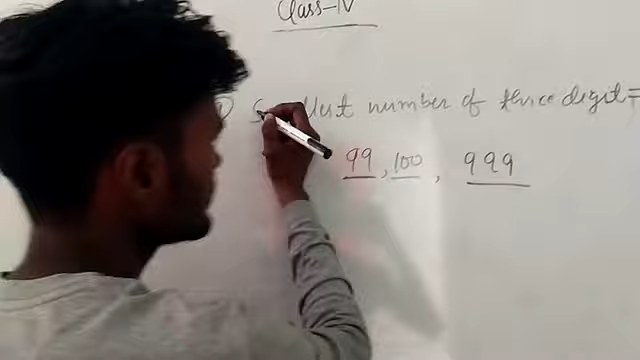 Class-IV
number of three digit =
99, 100, 999